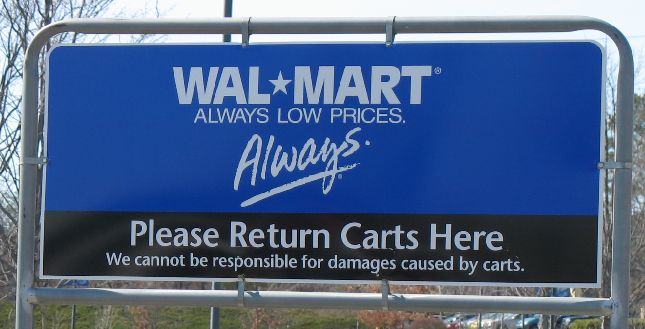 WAL★MART®
ALWAYS LOW PRICES.
Always.®
Please Return Carts Here
We cannot be responsible for damages caused by carts.